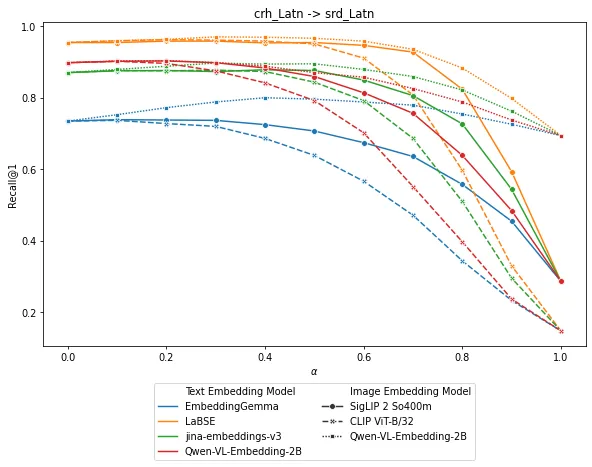 crh_Latn -> srd_Latn
1.0
0.8
0.6
0.4
0.2
Recall@1
0.0 0.2 0.4 0.6 0.8 1.0
α
Text Embedding Model Image Embedding Model
EmbeddingGemma SigLIP 2 So400m
LaBSE CLIP ViT-B/32
jina-embeddings-v3 Qwen-VL-Embedding-2B
Qwen-VL-Embedding-2B